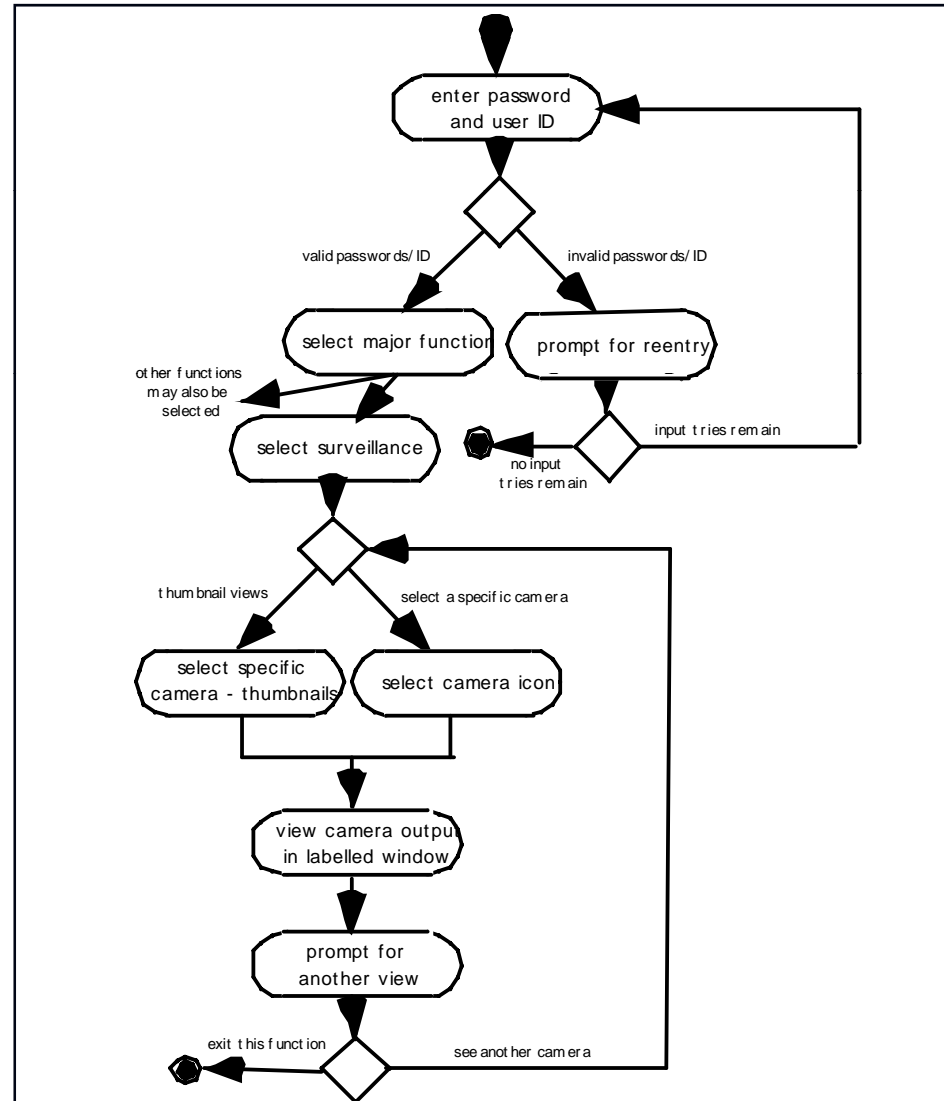 enter password
and user ID
valid passwords/ID
invalid passwords/ID
select major function
prompt for reentry
other functions
may also be
selected
select surveillance
input tries remain
no input
tries remain
thumbnail views
select a specific camera
select specific
camera - thumbnails
select camera icon
view camera output
in labelled window
prompt for
another view
exit this function
see another camera